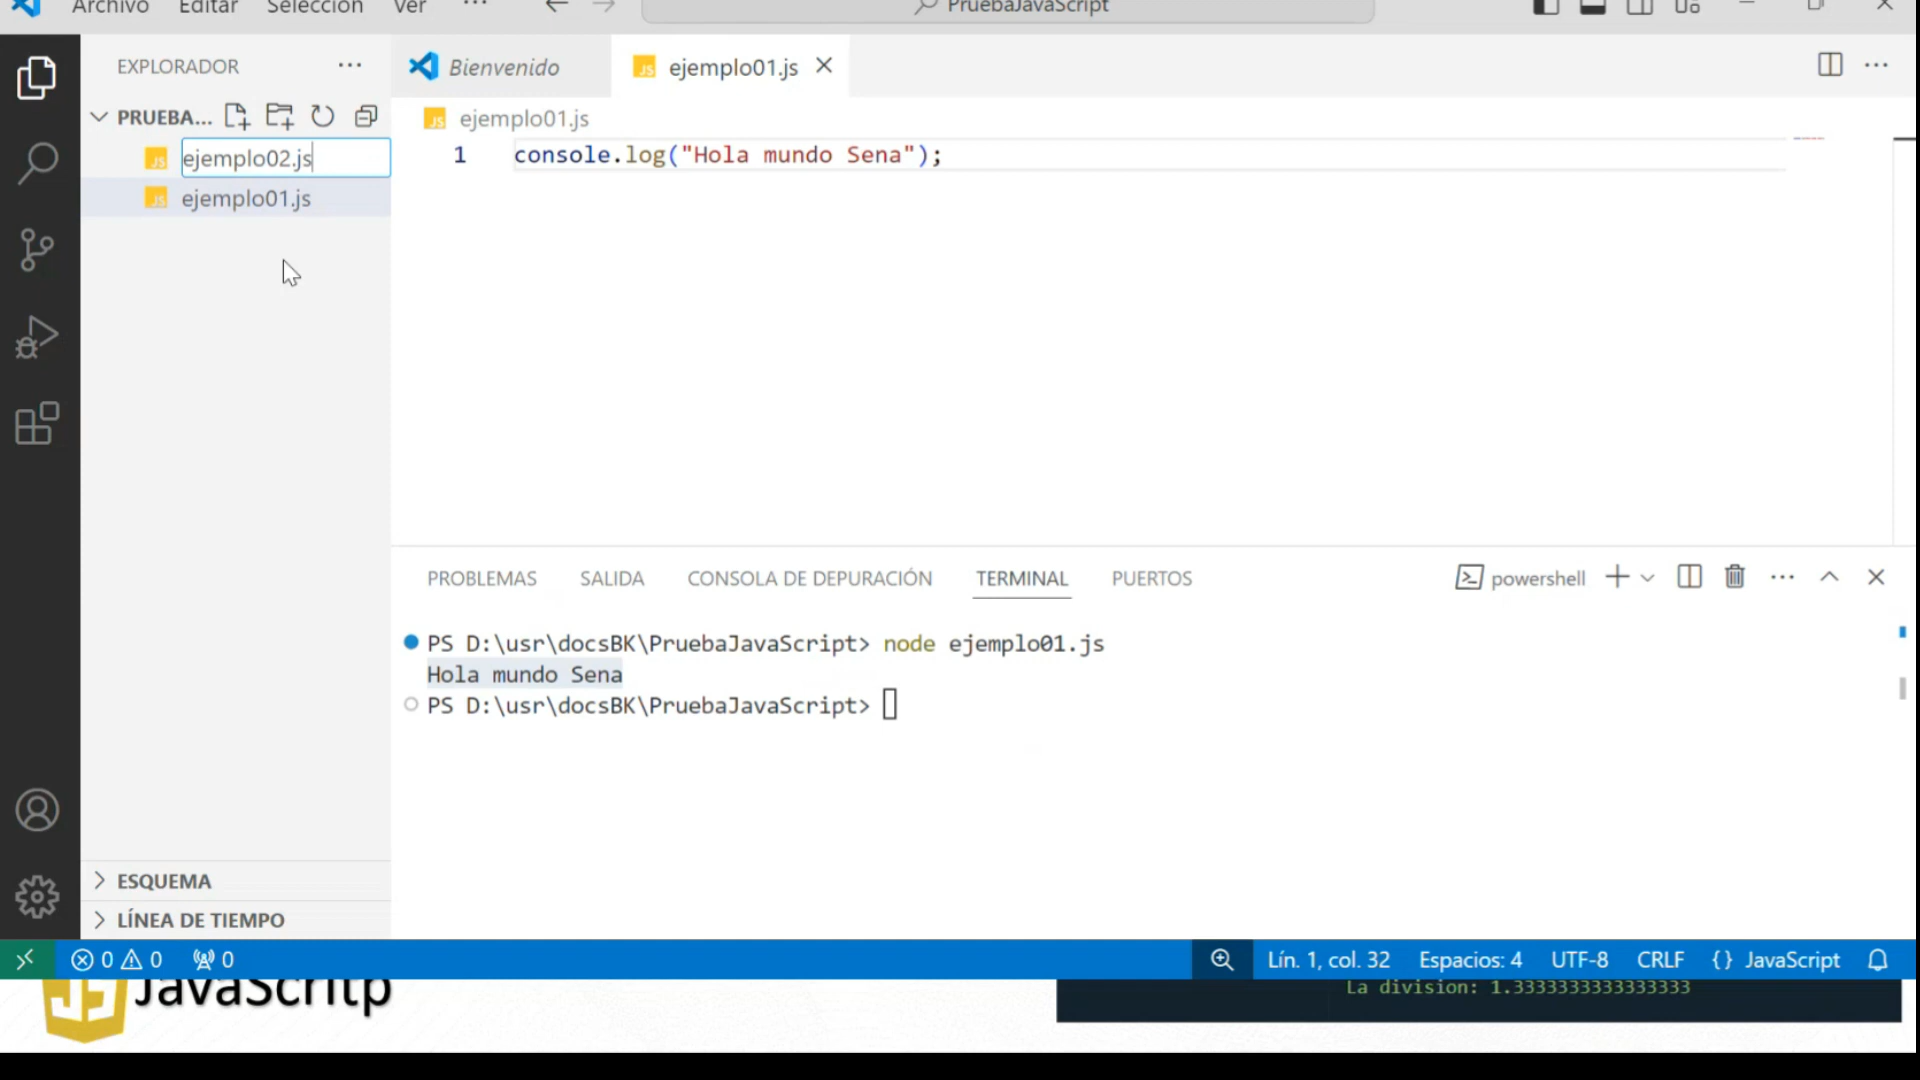 Archivo Editar Selección Ver ... PruebaJavaScript
EXPLORADOR
Bienvenido
ejemplo01.js
PRUEBA...
ejemplo01.js
ejemplo02.js
1 console.log("Hola mundo Sena");
ejemplo01.js
PROBLEMAS SALIDA CONSOLA DE DEPURACIÓN TERMINAL PUERTOS powershell
PS D:\usr\docsBK\PruebaJavaScript> node ejemplo01.js
Hola mundo Sena
PS D:\usr\docsBK\PruebaJavaScript>
ESQUEMA
LÍNEA DE TIEMPO
0 0 0 Lín. 1, col. 32 Espacios: 4 UTF-8 CRLF {} JavaScript
JavaScritp
La division: 1.3333333333333333